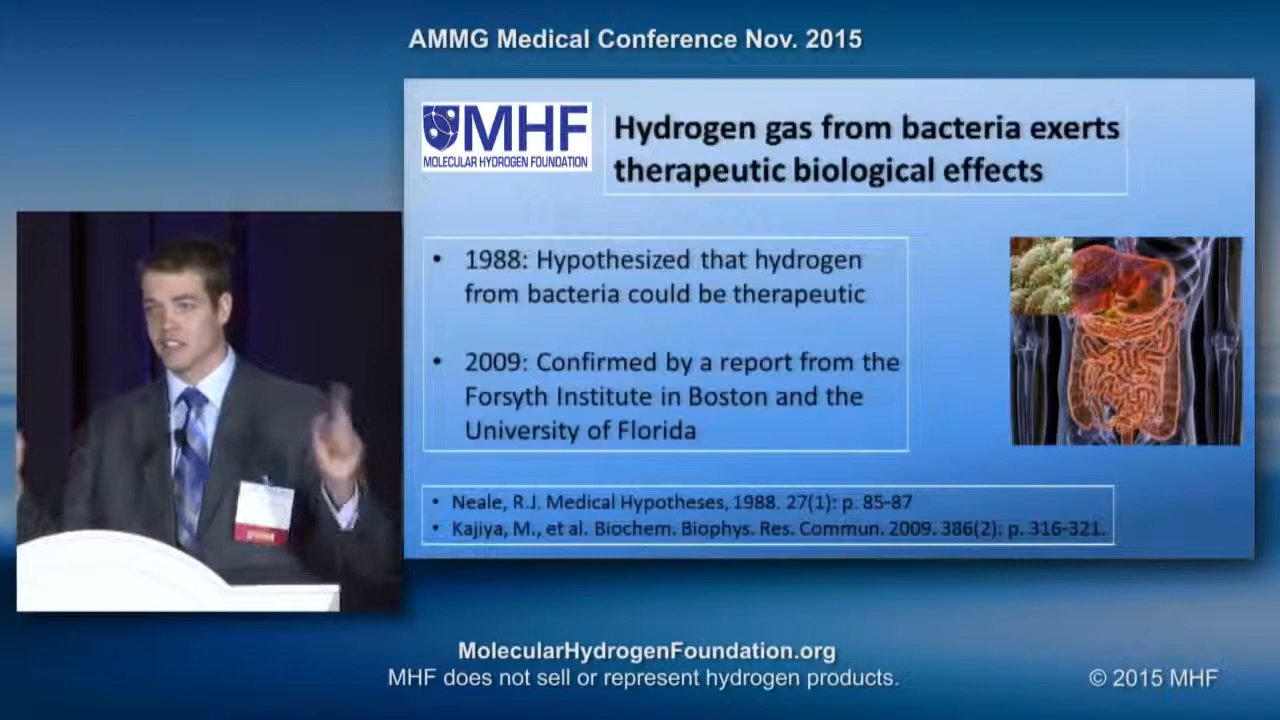 AMMG Medical Conference Nov. 2015
MHF
MOLECULAR HYDROGEN FOUNDATION
Hydrogen gas from bacteria exerts
therapeutic biological effects
• 1988: Hypothesized that hydrogen
from bacteria could be therapeutic
• 2009: Confirmed by a report from the
Forsyth Institute in Boston and the
University of Florida
• Neale, R.J. Medical Hypotheses, 1988. 27(1): p. 85-87
• Kajiya, M., et al. Biochem. Biophys. Res. Commun. 2009. 386(2): p. 316-321.
MolecularHydrogenFoundation.org
MHF does not sell or represent hydrogen products.
© 2015 MHF